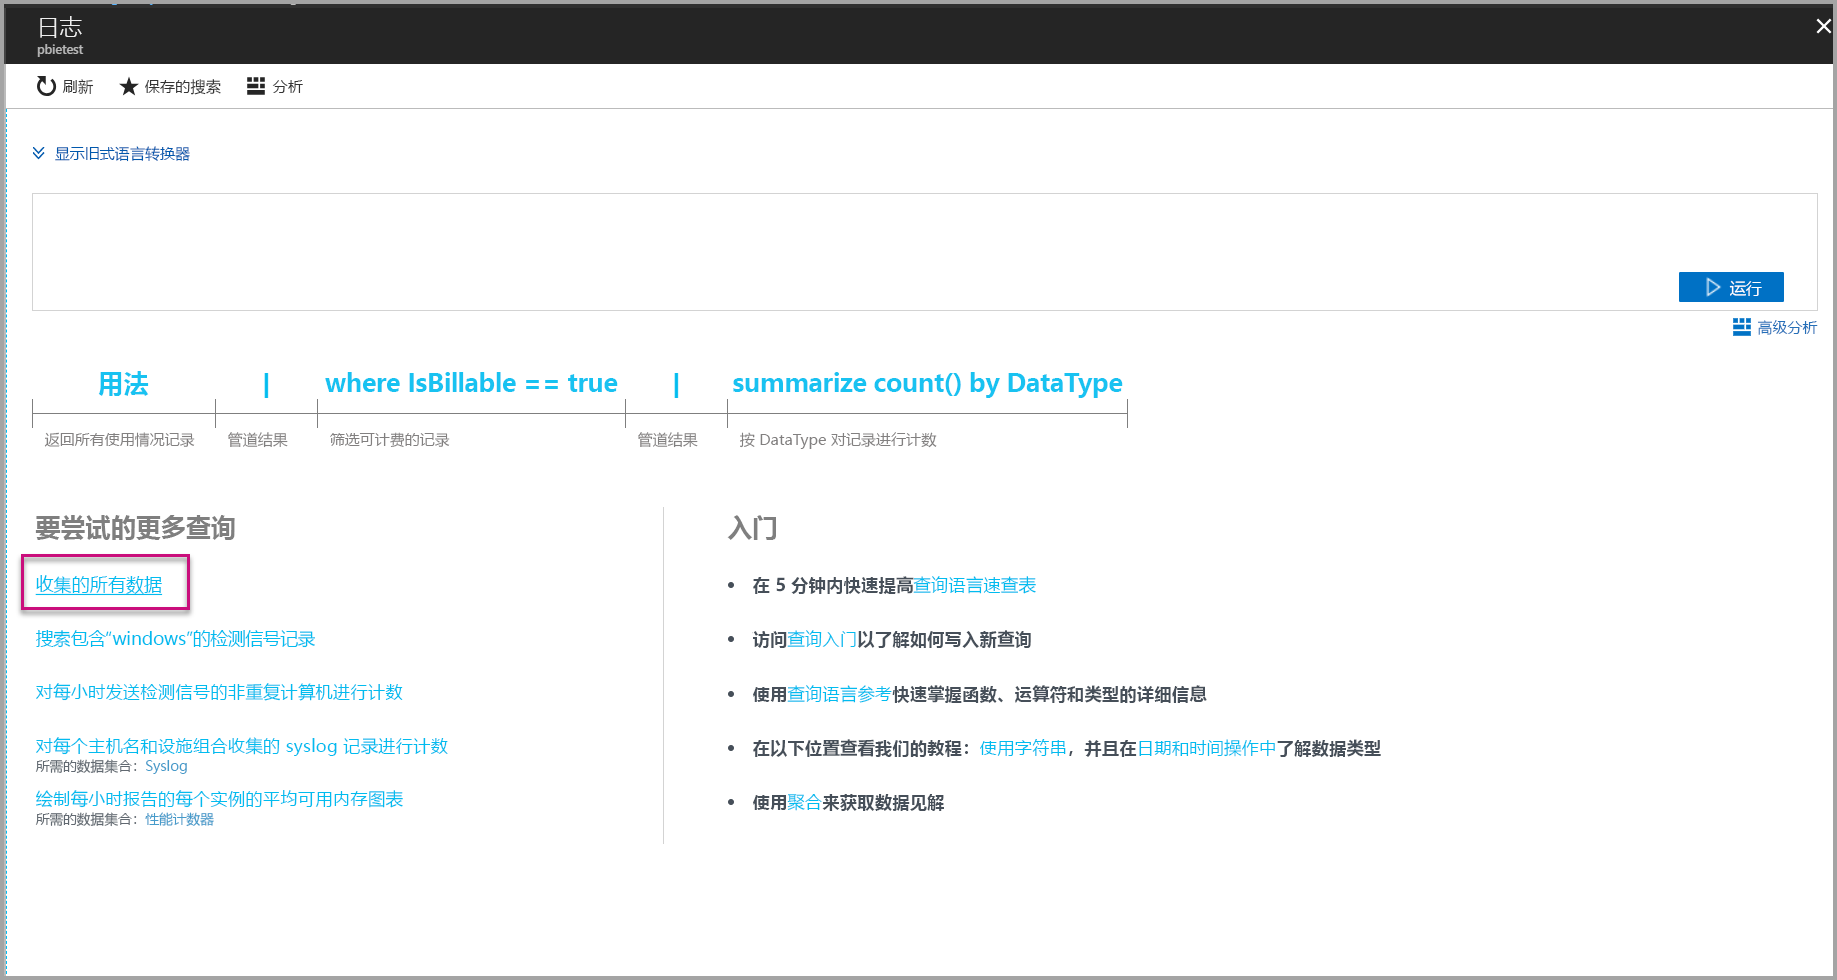 日志
pbietest
刷新 保存的搜索 分析
显示旧式语言转换器
运行
高级分析
用法 | where IsBillable == true | summarize count() by DataType
返回所有使用情况记录 管道结果 筛选可计费的记录 管道结果 按 DataType 对记录进行计数
要尝试的更多查询
收集的所有数据
搜索包含"windows"的检测信号记录
对每小时发送检测信号的非重复计算机进行计数
对每个主机名和设施组合收集的 syslog 记录进行计数
所需的数据集合：Syslog
绘制每小时报告的每个实例的平均可用内存图表
所需的数据集合：性能计数器
入门
• 在 5 分钟内快速提高查询语言速查表
• 访问查询入门以了解如何写入新查询
• 使用查询语言参考快速掌握函数、运算符和类型的详细信息
• 在以下位置查看我们的教程：使用字符串，并且在日期和时间操作中了解数据类型
• 使用聚合来获取数据见解